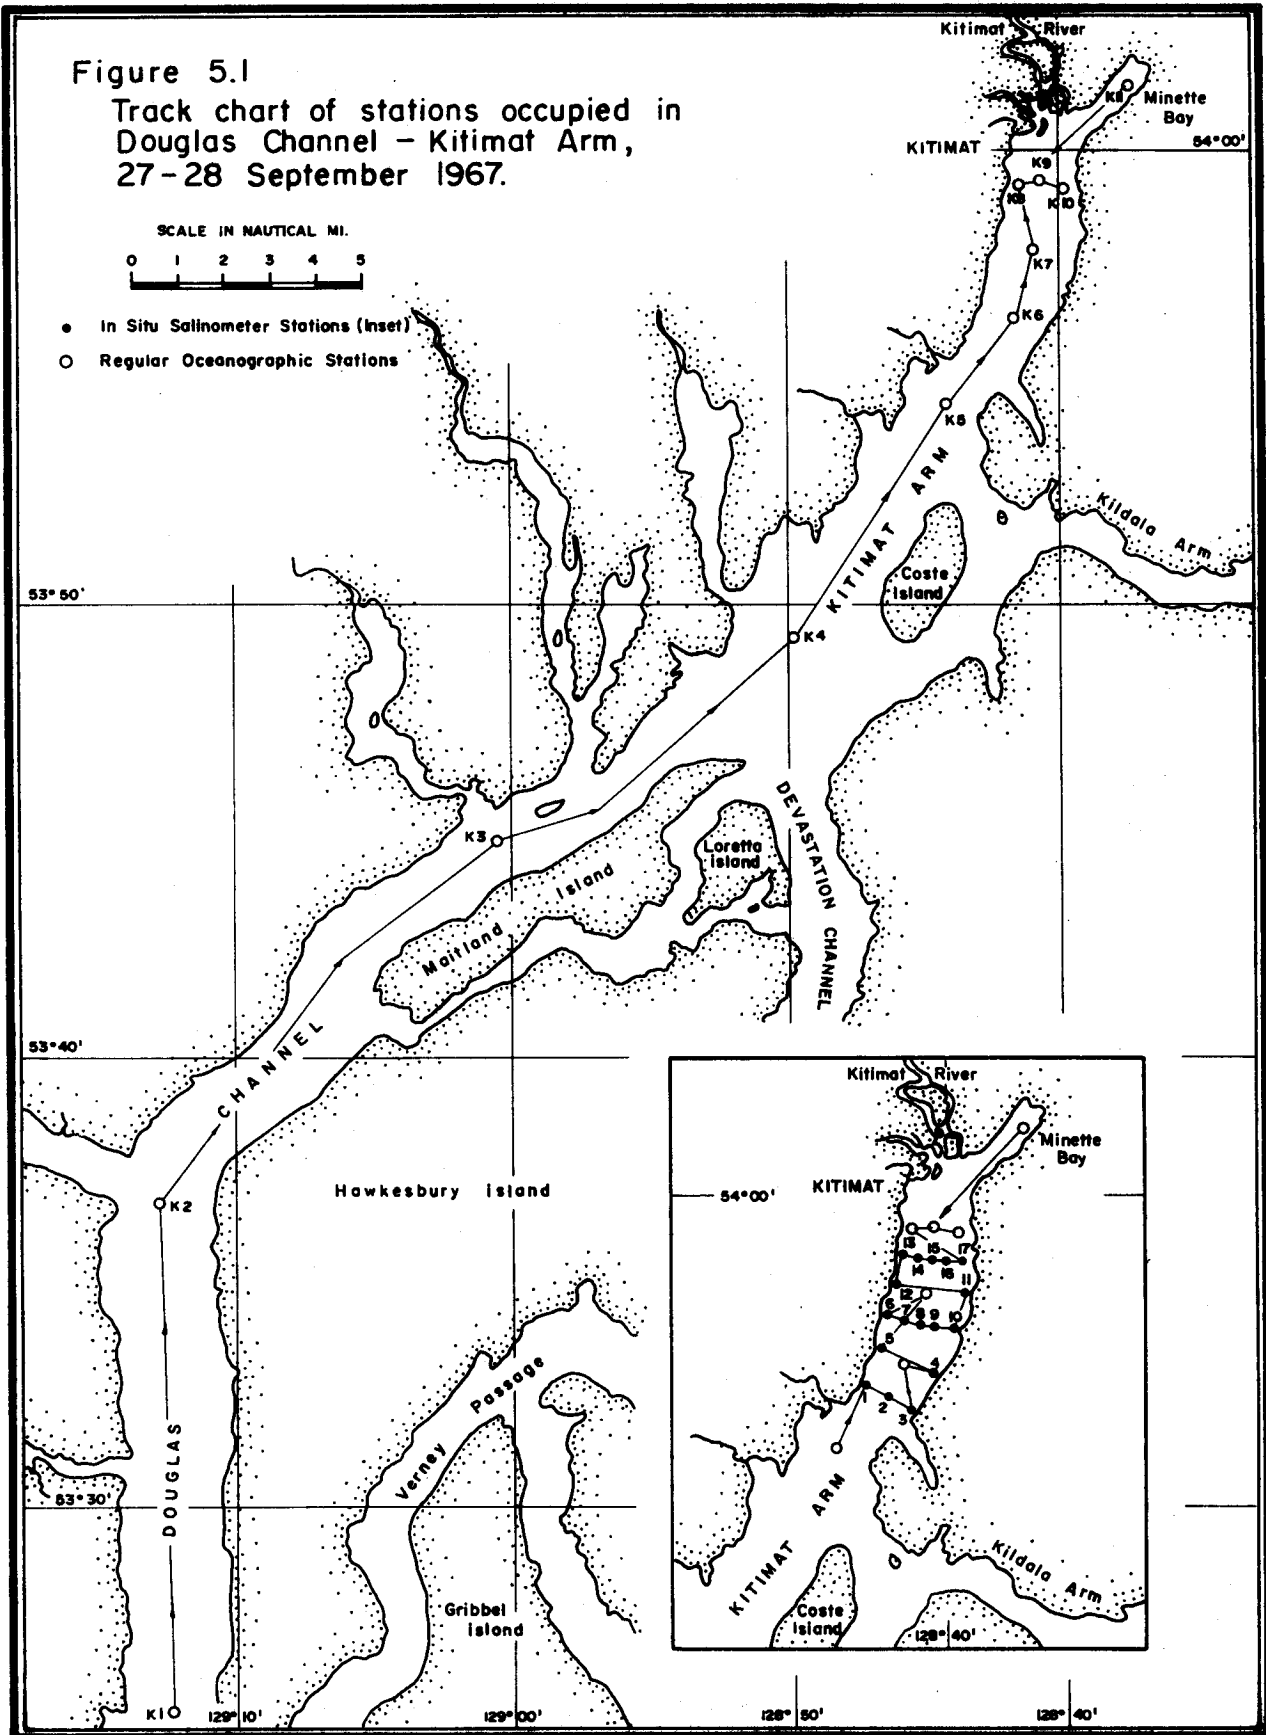 Figure 5.1
Track chart of stations occupied in
Douglas Channel – Kitimat Arm,
27-28 September 1967.
SCALE IN NAUTICAL MI.
0 1 2 3 4 5
In Situ Salinometer Stations (Inset)
Regular Oceanographic Stations
Kitimat River
K11
Minette
Bay
KITIMAT
54°00'
K9
K8
K10
K7
K6
K5
KITIMAT ARM
Kildala Arm
Coste
Island
53°50'
K4
DEVASTATION CHANNEL
K3
Loretta
Island
Maitland Island
53°40'
DOUGLAS CHANNEL
K2
Hawkesbury Island
Verney Passage
53°30'
Gribbel
Island
K1
129°10'
129°00'
128°50'
128°40'
Kitimat River
Minette
Bay
KITIMAT
54°00'
13 15 17
14 16
11
12
6 7 8 9 10
5
4
1 2 3
KITIMAT ARM
Kildala Arm
Coste
Island
128°40'